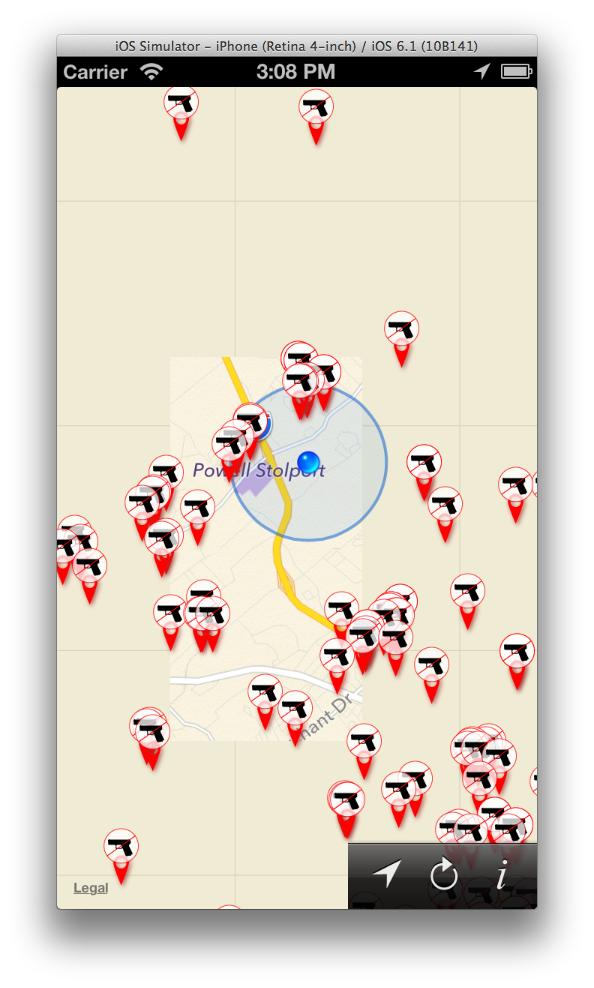 iOS Simulator - iPhone (Retina 4-inch) / iOS 6.1 (10B141)
Carrier 3:08 PM
Powell Stolport
nant Dr
Legal
i